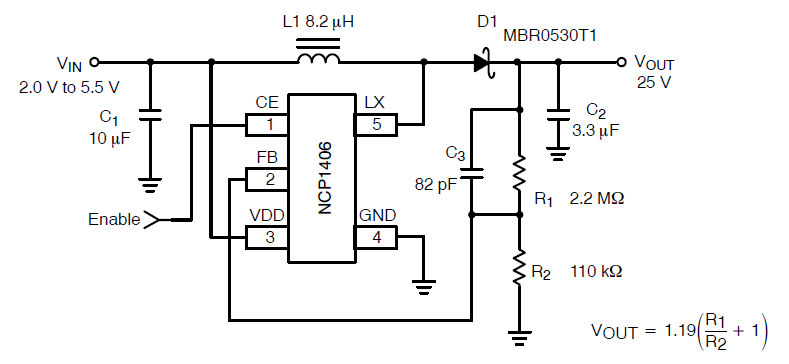 L1 8.2 µH
D1
MBR0530T1
VIN
2.0 V to 5.5 V
VOUT
25 V
C1
10 µF
CE
1
LX
5
C2
3.3 µF
FB
2
NCP1406
C3
82 pF
R1 2.2 MΩ
Enable
VDD
3
GND
4
R2 110 kΩ
VOUT = 1.19(R1/R2 + 1)